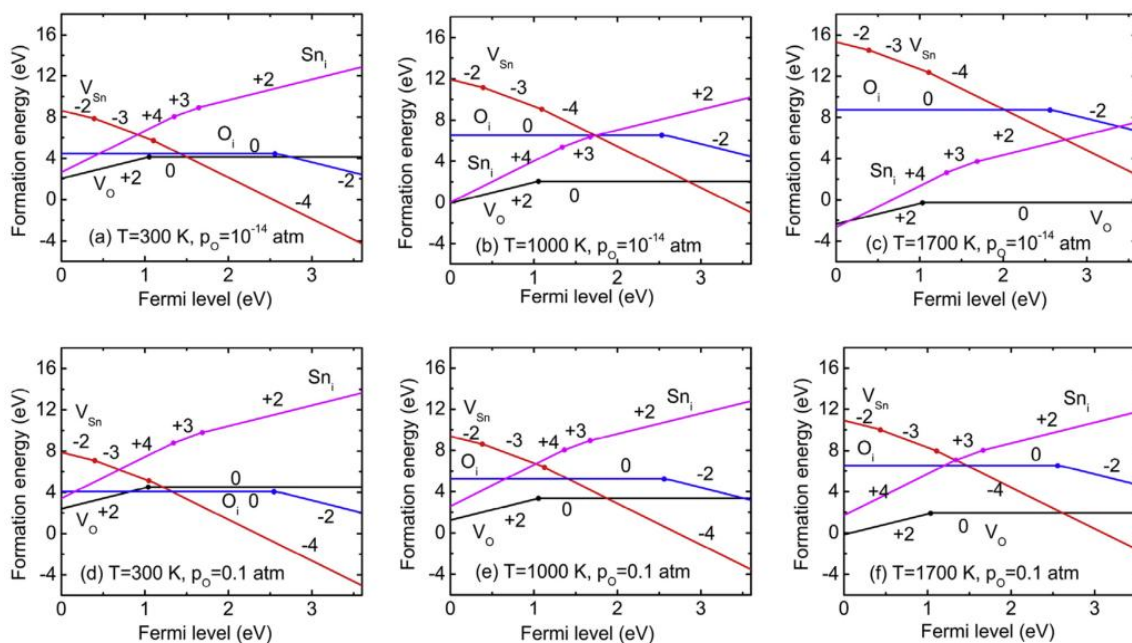 16
12
8
4
0
-4
Formation energy (eV)
V_Sn
-2
-3
+4
+3
Sn_i
+2
O_i
0
V_O
+2
0
-2
-4
(a) T=300 K, p_O=10^-14 atm
0 1 2 3
Fermi level (eV)
16
12
8
4
0
-4
Formation energy (eV)
-2
V_Sn
-3
-4
+2
O_i
0
Sn_i
+4
+3
-2
V_O
+2
0
(b) T=1000 K, p_O=10^-14 atm
0 1 2 3
Fermi level (eV)
16
12
8
4
0
-4
Formation energy (eV)
-2
-3
V_Sn
-4
O_i
0
-2
+2
Sn_i
+4
+3
+2
0
V_O
(c) T=1700 K, p_O=10^-14 atm
0 1 2 3
Fermi level (eV)
16
12
8
4
0
-4
Formation energy (eV)
V_Sn
-2
-3
+4
+3
+2
Sn_i
0
O_i
0
V_O
+2
-2
-4
(d) T=300 K, p_O=0.1 atm
0 1 2 3
Fermi level (eV)
16
12
8
4
0
-4
Formation energy (eV)
V_Sn
-2
-3
+4
+3
+2
Sn_i
O_i
0
-2
V_O
+2
0
-4
(e) T=1000 K, p_O=0.1 atm
0 1 2 3
Fermi level (eV)
16
12
8
4
0
-4
Formation energy (eV)
V_Sn
-2
-3
+3
+2
Sn_i
O_i
0
-2
+4
-4
+2
0
V_O
(f) T=1700 K, p_O=0.1 atm
0 1 2 3
Fermi level (eV)